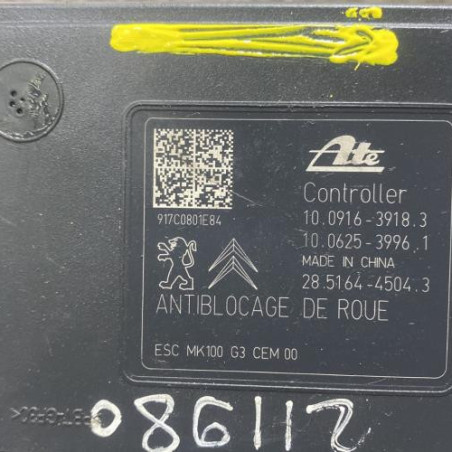 Ate
917C0801E84
Controller
10.0916-3918.3
10.0625-3996.1
MADE IN CHINA
28.5164-4504.3
ANTIBLOCAGE DE ROUE
ESC MK100 G3 CEM 00
086112